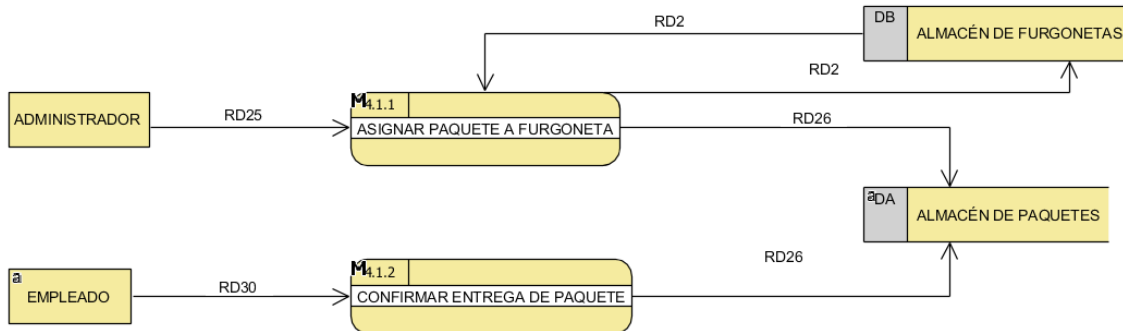 RD2
DB
ALMACÉN DE FURGONETAS
RD2
M
4.1.1
ADMINISTRADOR
RD25
ASIGNAR PAQUETE A FURGONETA
RD26
a
DA
ALMACÉN DE PAQUETES
RD26
M
4.1.2
a
EMPLEADO
RD30
CONFIRMAR ENTREGA DE PAQUETE